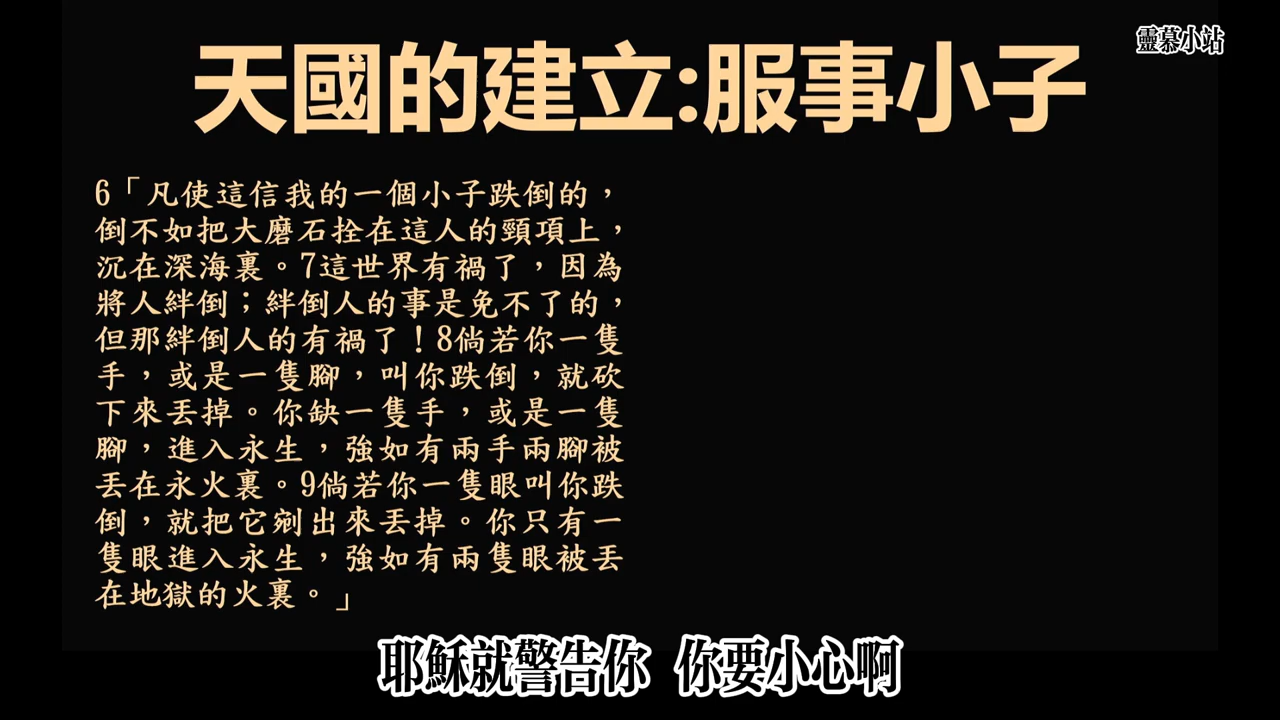 靈慕小站
天國的建立:服事小子
6「凡使這信我的一個小子跌倒的，
倒不如把大磨石拴在這人的頸項上，
沉在深海裏。7這世界有禍了，因為
將人絆倒；絆倒人的事是免不了的，
但那絆倒人的有禍了！8倘若你一隻
手，或是一隻腳，叫你跌倒，就砍
下來丟掉。你缺一隻手，或是一隻
腳，進入永生，強如有兩手兩腳被
丟在永火裏。9倘若你一隻眼叫你跌
倒，就把它剜出來丟掉。你只有一
隻眼進入永生，強如有兩隻眼被丟
在地獄的火裏。」
耶穌就警告你 你要小心啊